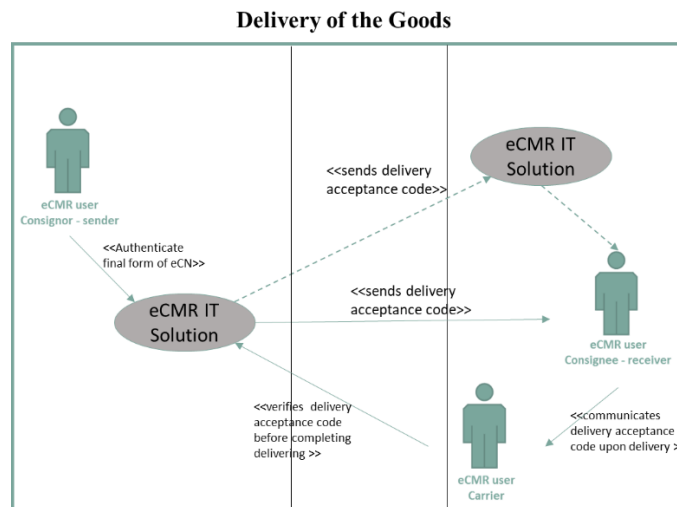 Delivery of the Goods
eCMR user
Consignor - sender
<<Authenticate
final form of eCN>>
eCMR IT
Solution
<<sends delivery
acceptance code>>
eCMR IT
Solution
<<sends delivery
acceptance code>>
eCMR user
Consignee - receiver
<<verifies delivery
acceptance code
before completing
delivering >>
eCMR user
Carrier
<<communicates
delivery acceptance
code upon delivery >